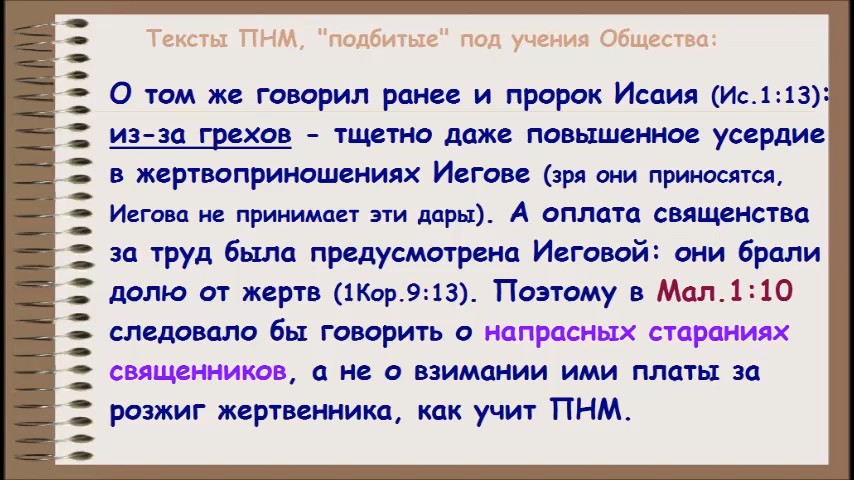 Тексты ПНМ, "подбитые" под учения Общества:
О том же говорил ранее и пророк Исаия (Ис.1:13):
из-за грехов - тщетно даже повышенное усердие
в жертвоприношениях Иегове (зря они приносятся,
Иегова не принимает эти дары). А оплата священства
за труд была предусмотрена Иеговой: они брали
долю от жертв (1Кор.9:13). Поэтому в Мал.1:10
следовало бы говорить о напрасных стараниях
священников, а не о взимании ими платы за
розжиг жертвенника, как учит ПНМ.